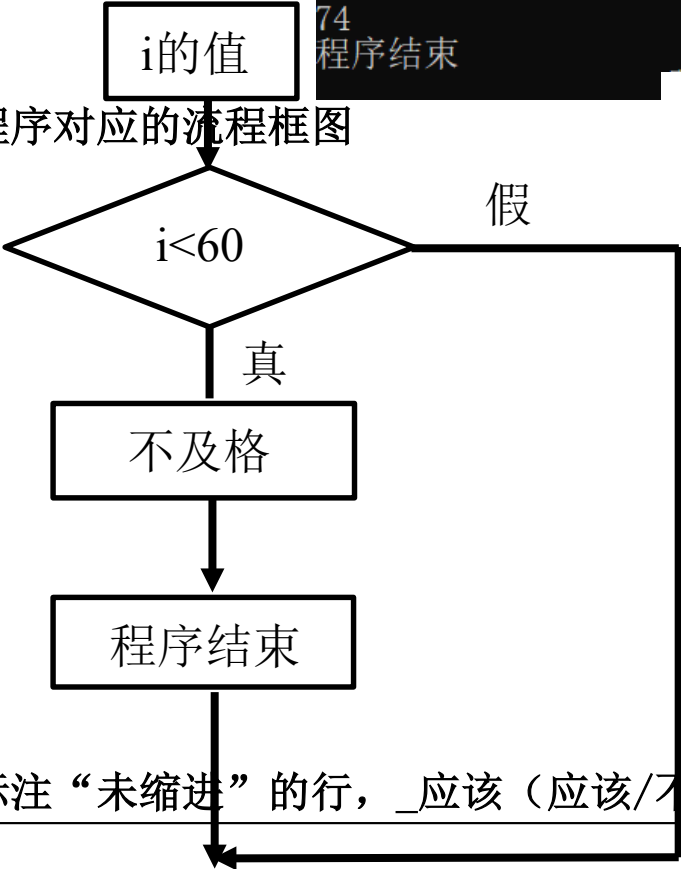 74
i的值
程序结束
程序对应的流程框图
假
i<60
真
不及格
程序结束
标注“未缩进”的行，_应该（应该/不